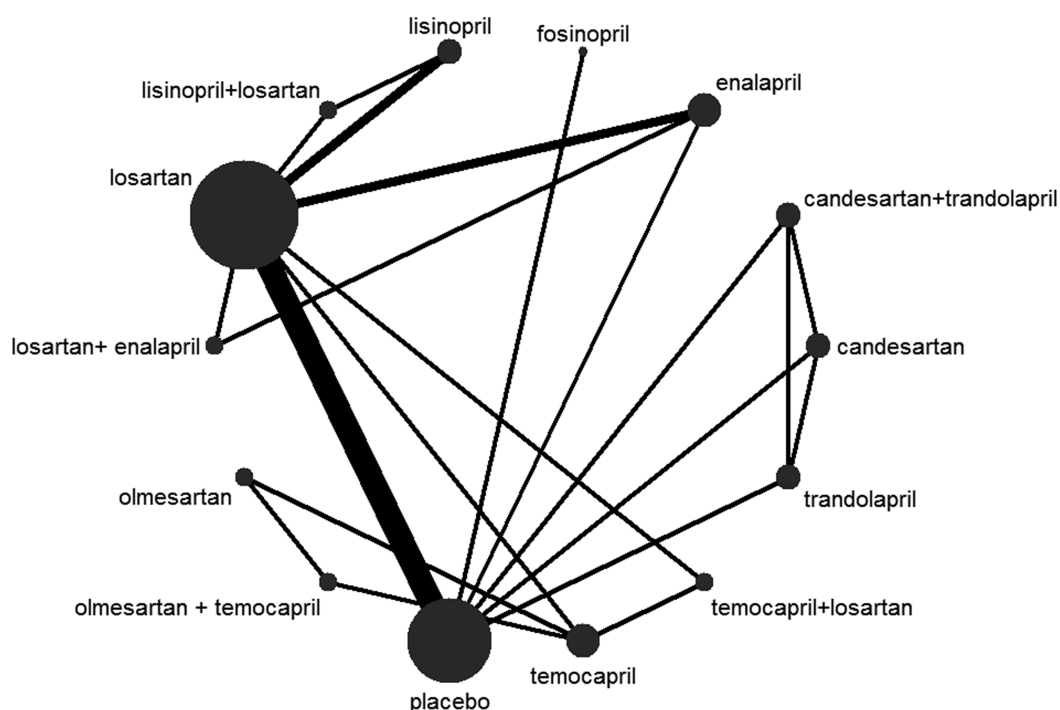 lisinopril
fosinopril
enalapril
lisinopril+losartan
losartan
candesartan+trandolapril
losartan+ enalapril
candesartan
olmesartan
trandolapril
olmesartan + temocapril
temocapril+losartan
temocapril
placebo